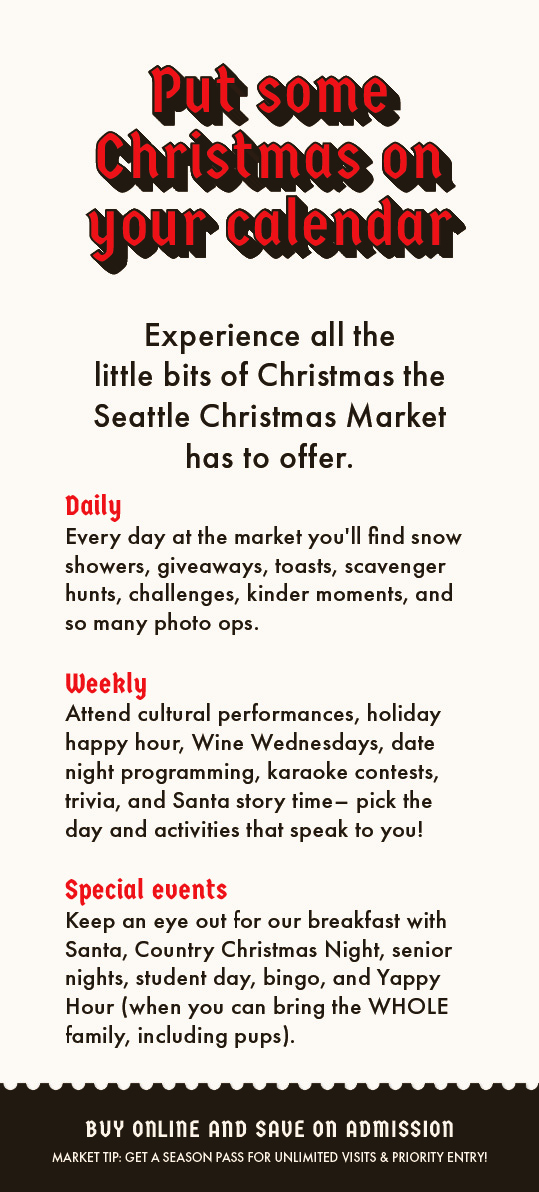 Put some
Christmas on
your calendar
Experience all the
little bits of Christmas the
Seattle Christmas Market
has to offer.
Daily
Every day at the market you'll find snow
showers, giveaways, toasts, scavenger
hunts, challenges, kinder moments, and
so many photo ops.
Weekly
Attend cultural performances, holiday
happy hour, Wine Wednesdays, date
night programming, karaoke contests,
trivia, and Santa story time– pick the
day and activities that speak to you!
Special events
Keep an eye out for our breakfast with
Santa, Country Christmas Night, senior
nights, student day, bingo, and Yappy
Hour (when you can bring the WHOLE
family, including pups).
BUY ONLINE AND SAVE ON ADMISSION
MARKET TIP: GET A SEASON PASS FOR UNLIMITED VISITS & PRIORITY ENTRY!